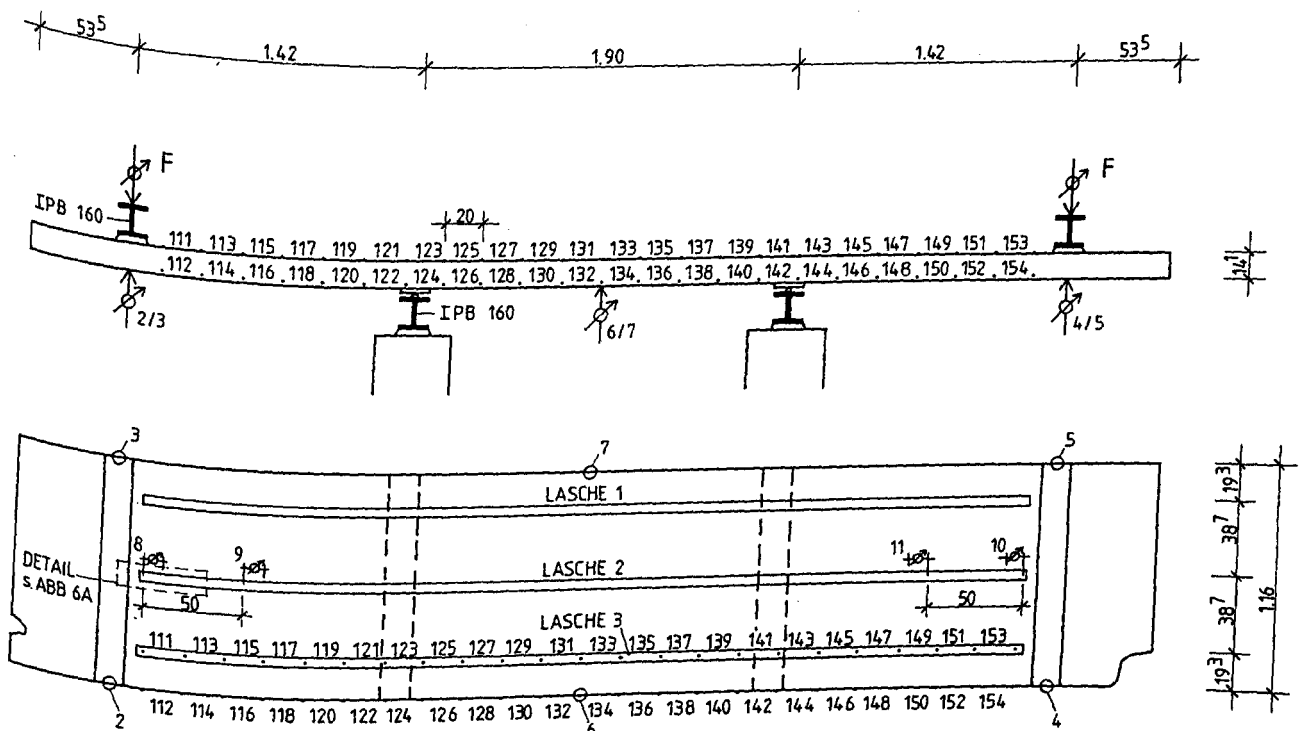 53⁵ 1.42 1.90 1.42 53⁵
F F
IPB 160
20
111 113 115 117 119 121 123 125 127 129 131 133 135 137 139 141 143 145 147 149 151 153
112 114 116 118 120 122 124 126 128 130 132 134 136 138 140 142 144 146 148 150 152 154
14¹¹
2/3 IPB 160 6/7 4/5
3 7 5
LASCHE 1
19³
8 9 11 10
38⁷
DETAIL
s. ABB 6A
LASCHE 2
50 50
1.16
LASCHE 3
38⁷
111 113 115 117 119 121 123 125 127 129 131 133 135 137 139 141 143 145 147 149 151 153
19³
112 114 116 118 120 122 124 126 128 130 132 134 136 138 140 142 144 146 148 150 152 154
2 6 4